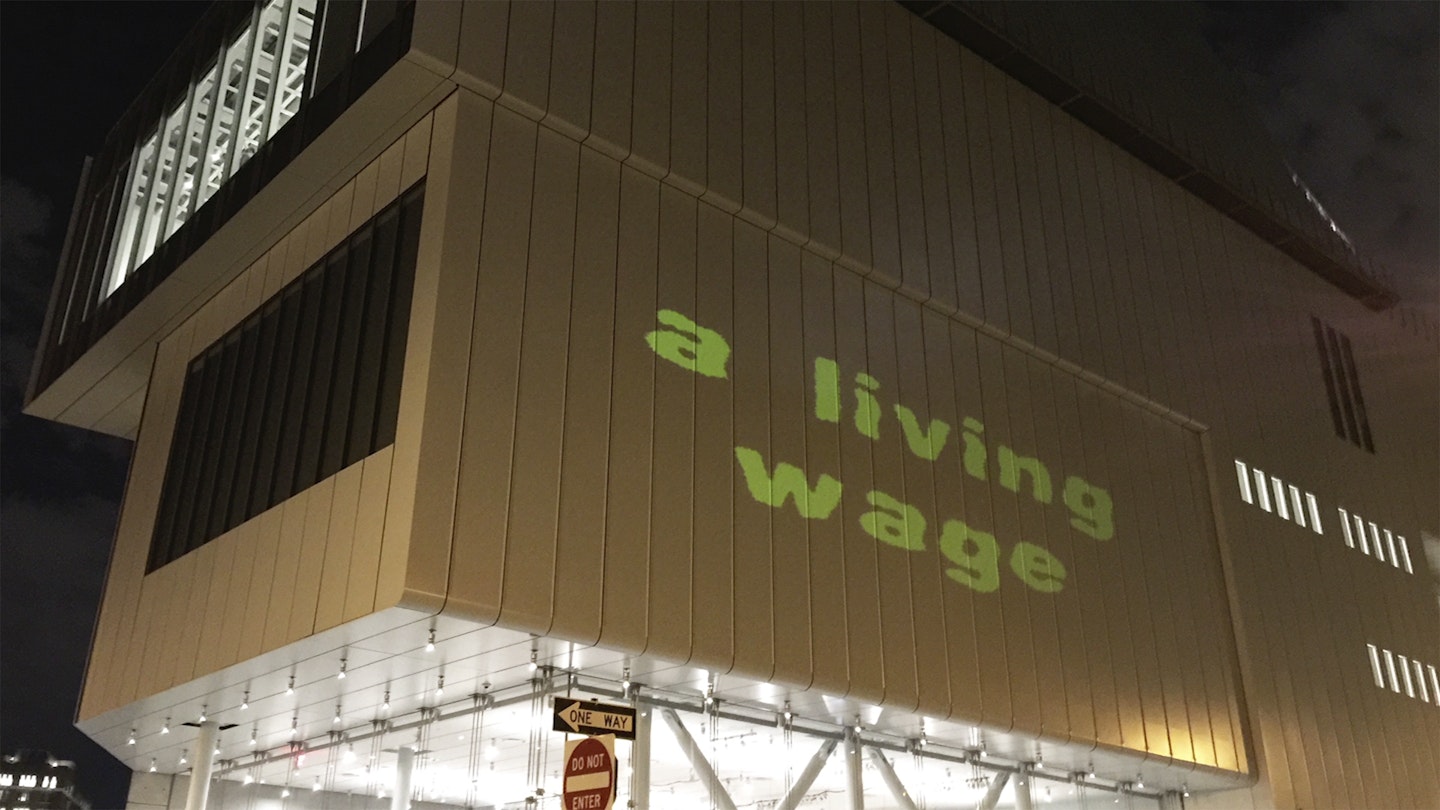 a living
wage
ONE WAY
DO NOT
ENTER